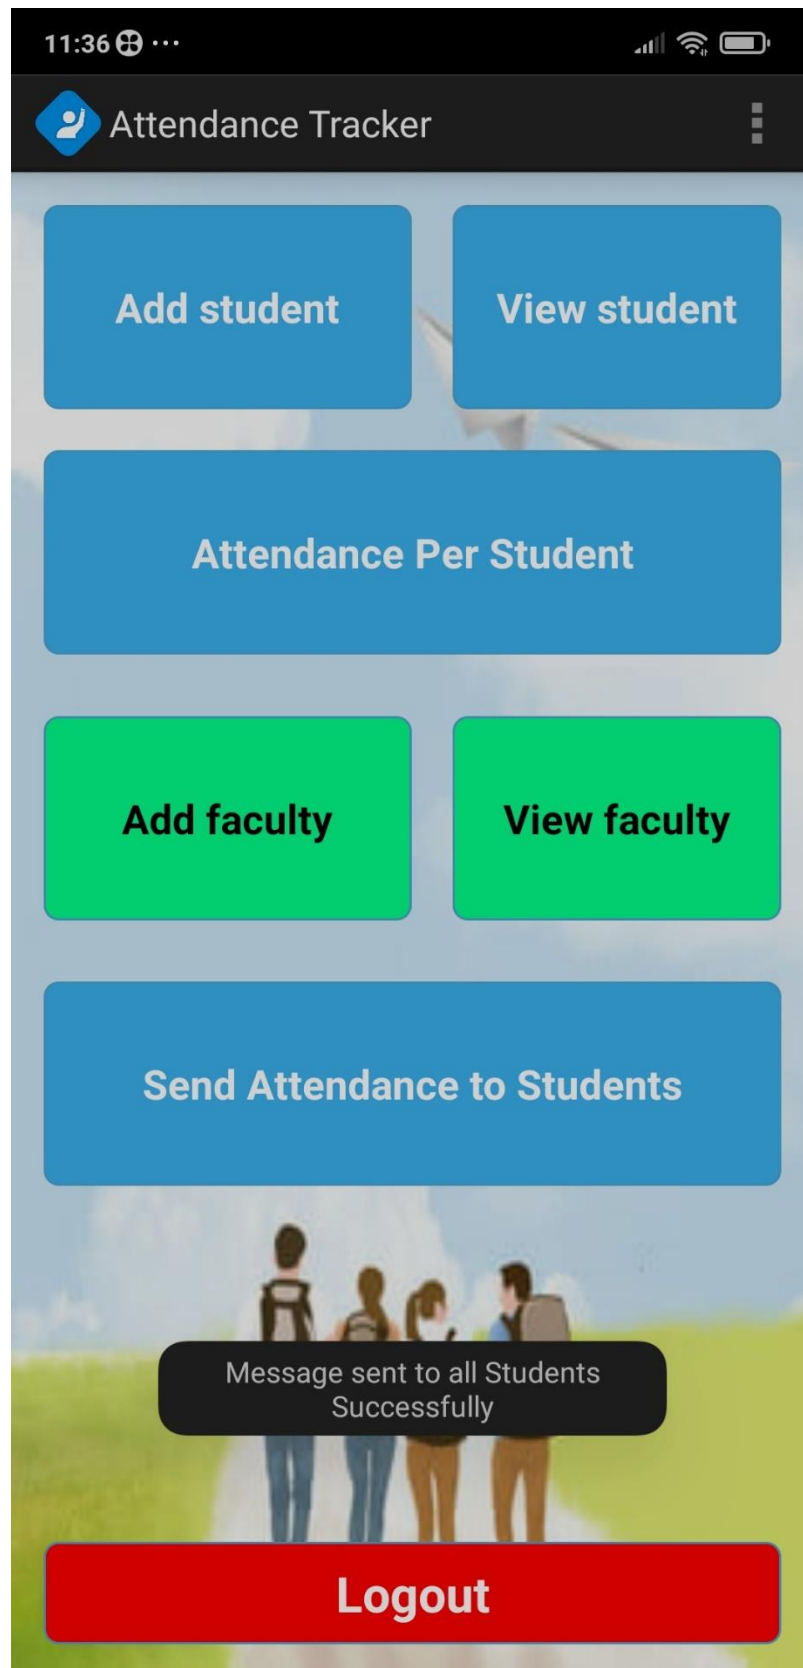 11:36 ...
Attendance Tracker
Add student
View student
Attendance Per Student
Add faculty
View faculty
Send Attendance to Students
Message sent to all Students
Successfully
Logout